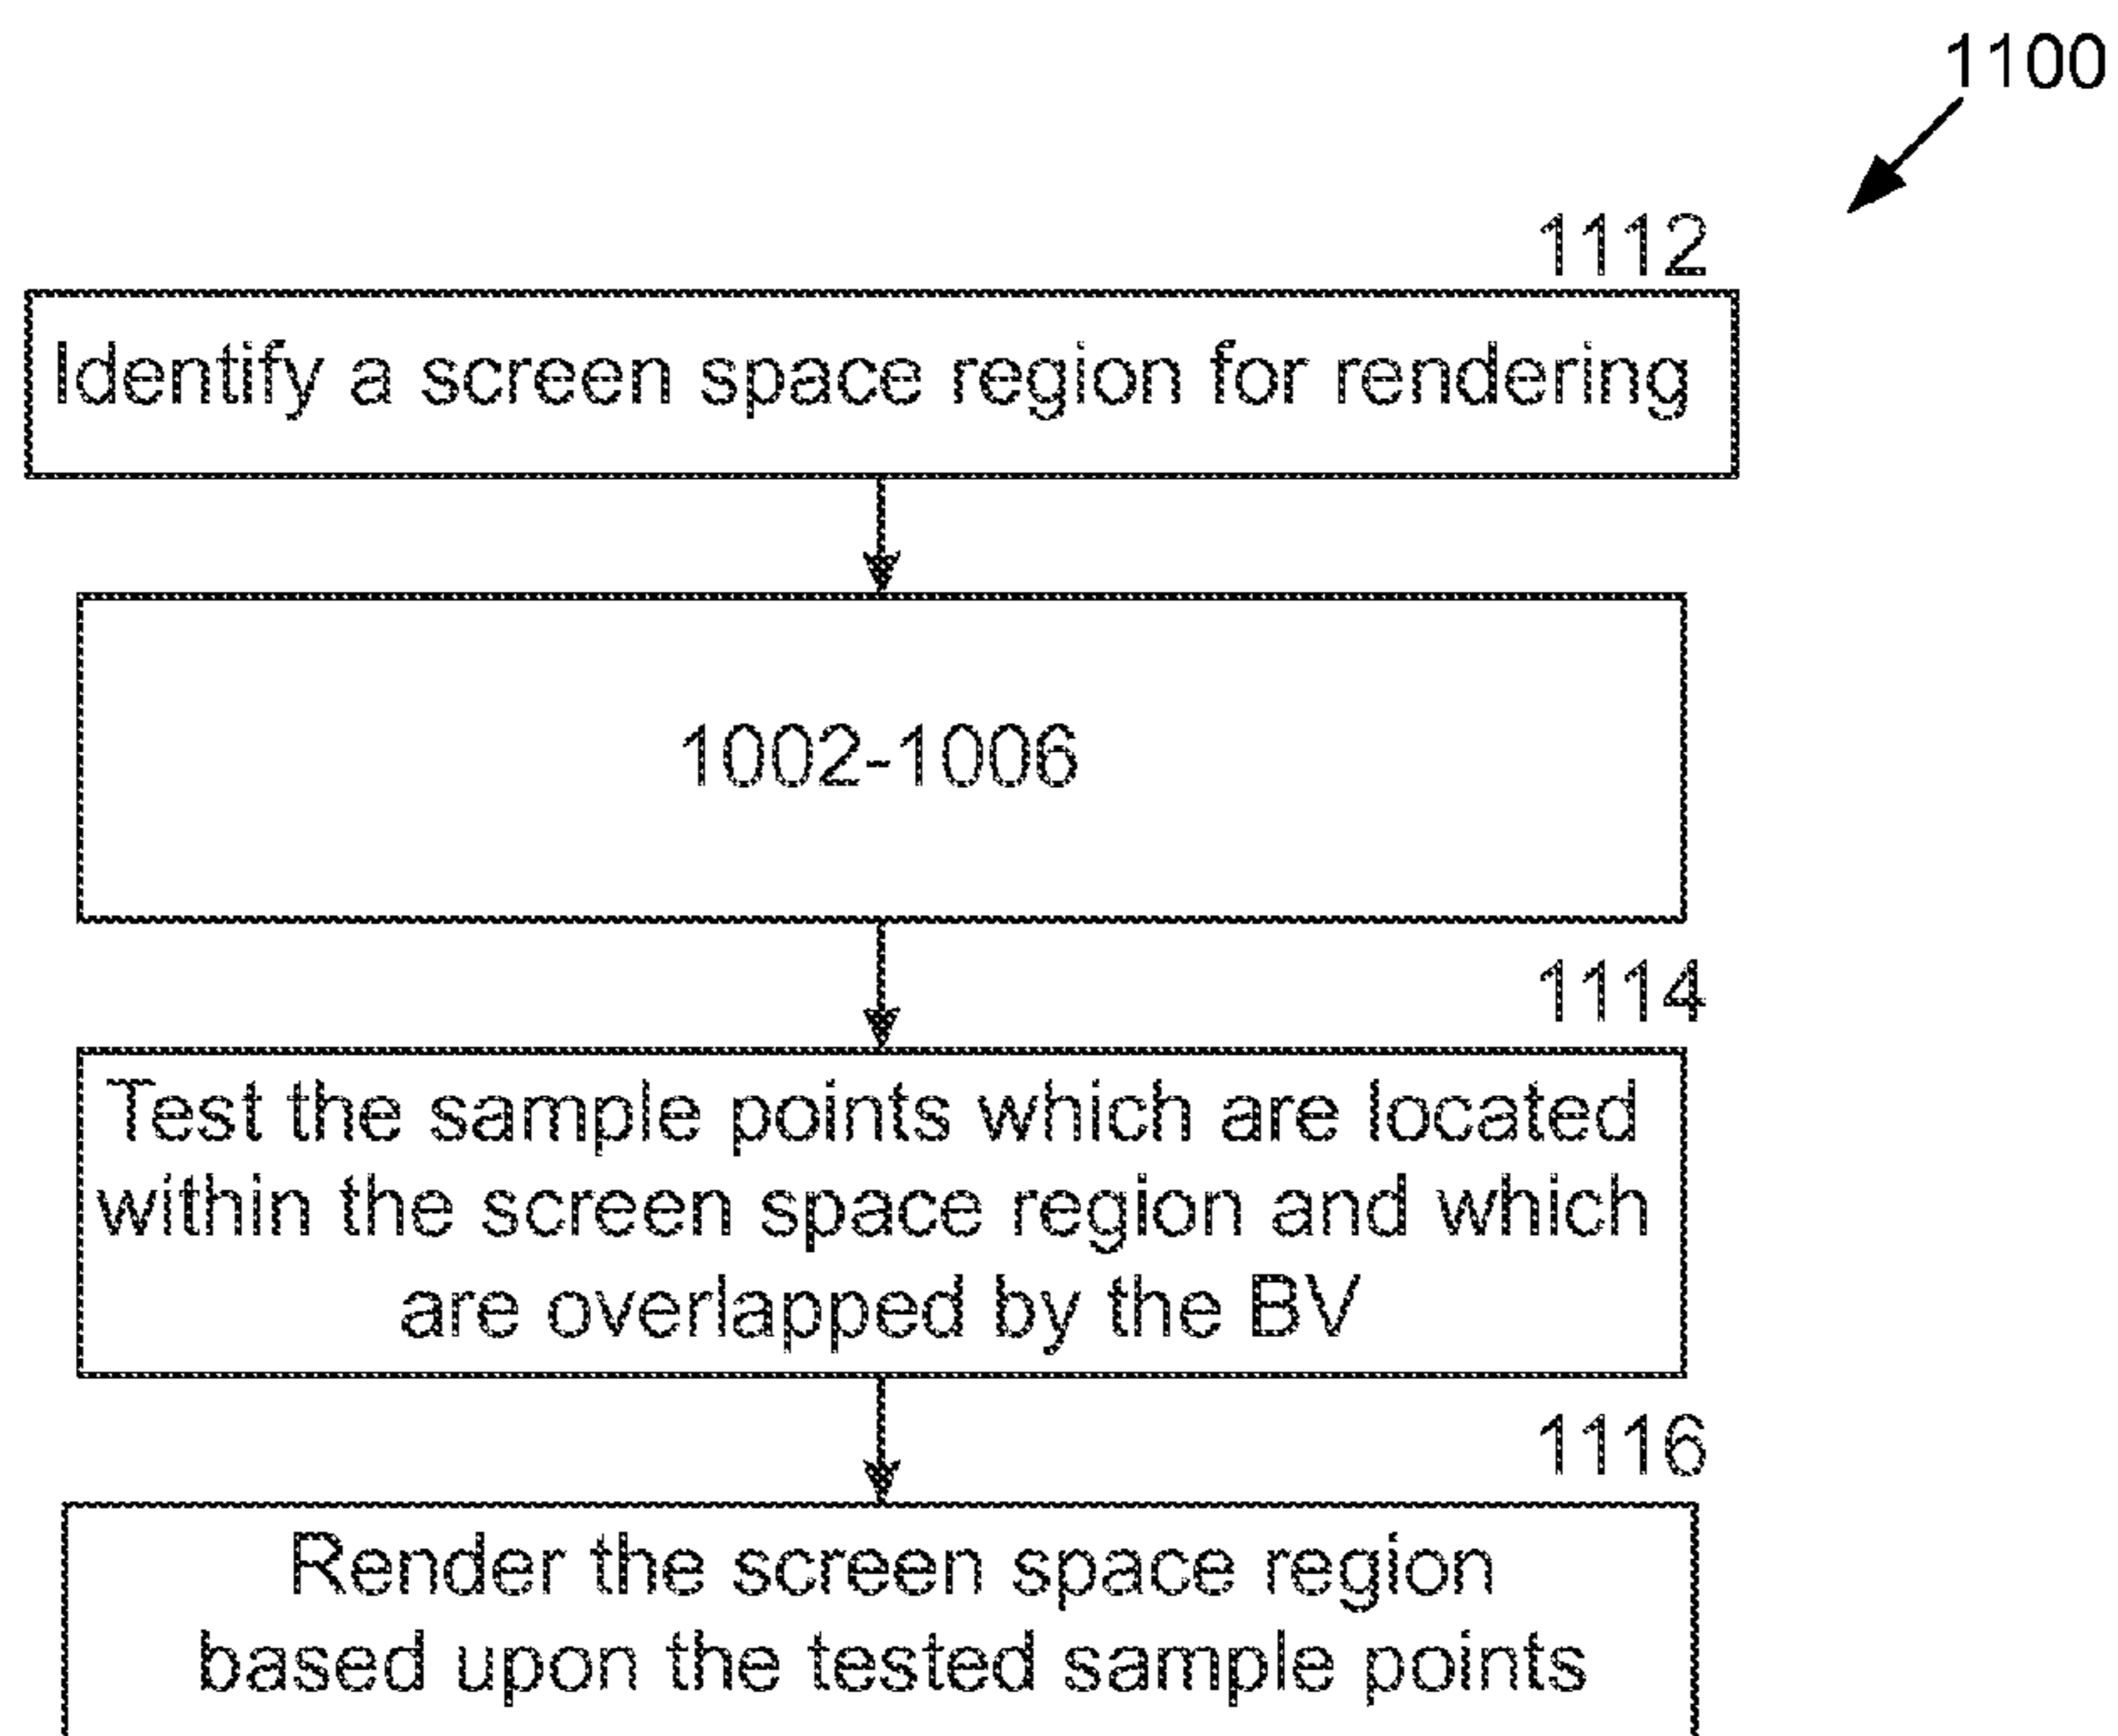 1100
1112
Identify a screen space region for rendering
1002-1006
1114
Test the sample points which are located
within the screen space region and which
are overlapped by the BV
1116
Render the screen space region
based upon the tested sample points